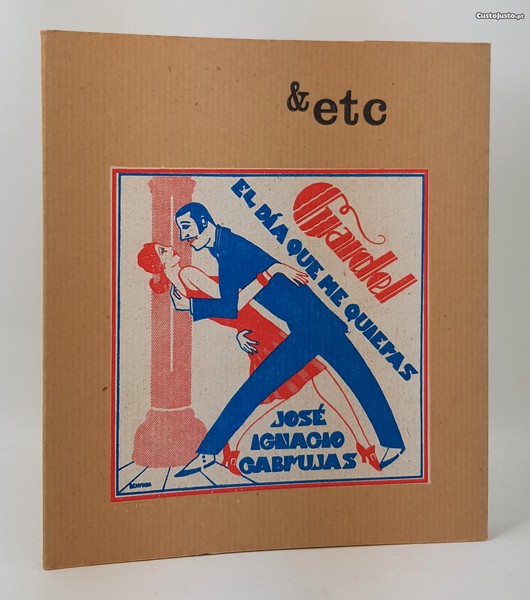 CustoJusto.pt
& etc
Gardel
EL DÍA QUE ME QUIERAS
JOSÉ
IGNACIO
CABRUJAS